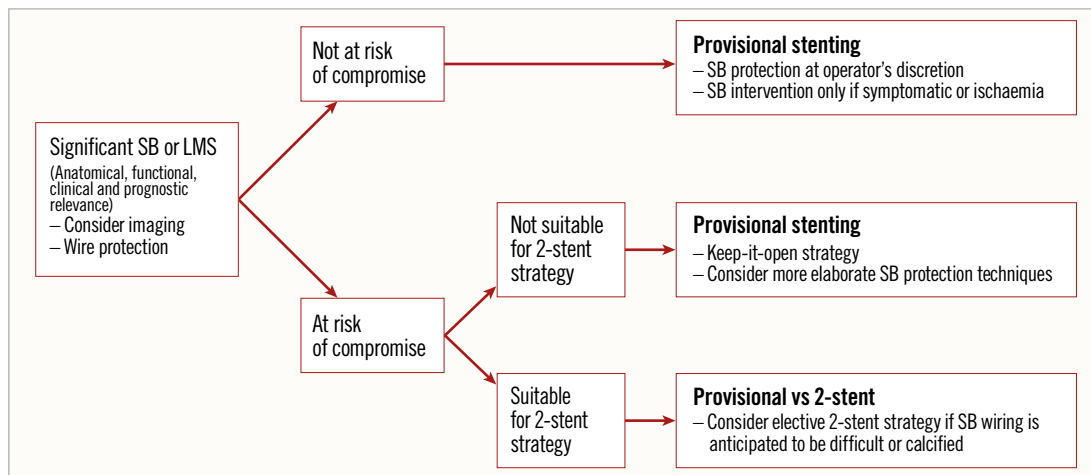 Significant SB or LMS
(Anatomical, functional,
clinical and prognostic
relevance)
– Consider imaging
– Wire protection
Not at risk
of compromise
Provisional stenting
– SB protection at operator's discretion
– SB intervention only if symptomatic or ischaemia
At risk
of compromise
Not suitable
for 2-stent
strategy
Provisional stenting
– Keep-it-open strategy
– Consider more elaborate SB protection techniques
Suitable
for 2-stent
strategy
Provisional vs 2-stent
– Consider elective 2-stent strategy if SB wiring is
anticipated to be difficult or calcified